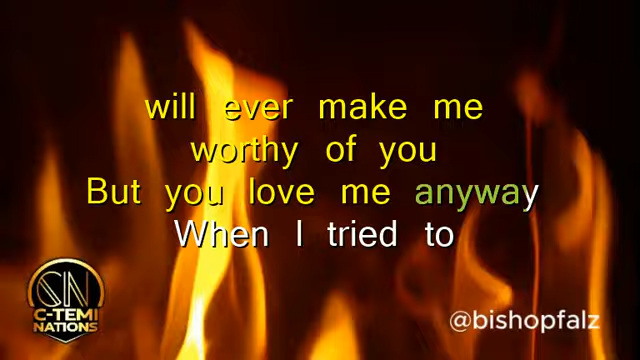 will ever make me
worthy of you
But you love me anyway
When I tried to
C-TEMI
NATIONS
@bishopfalz